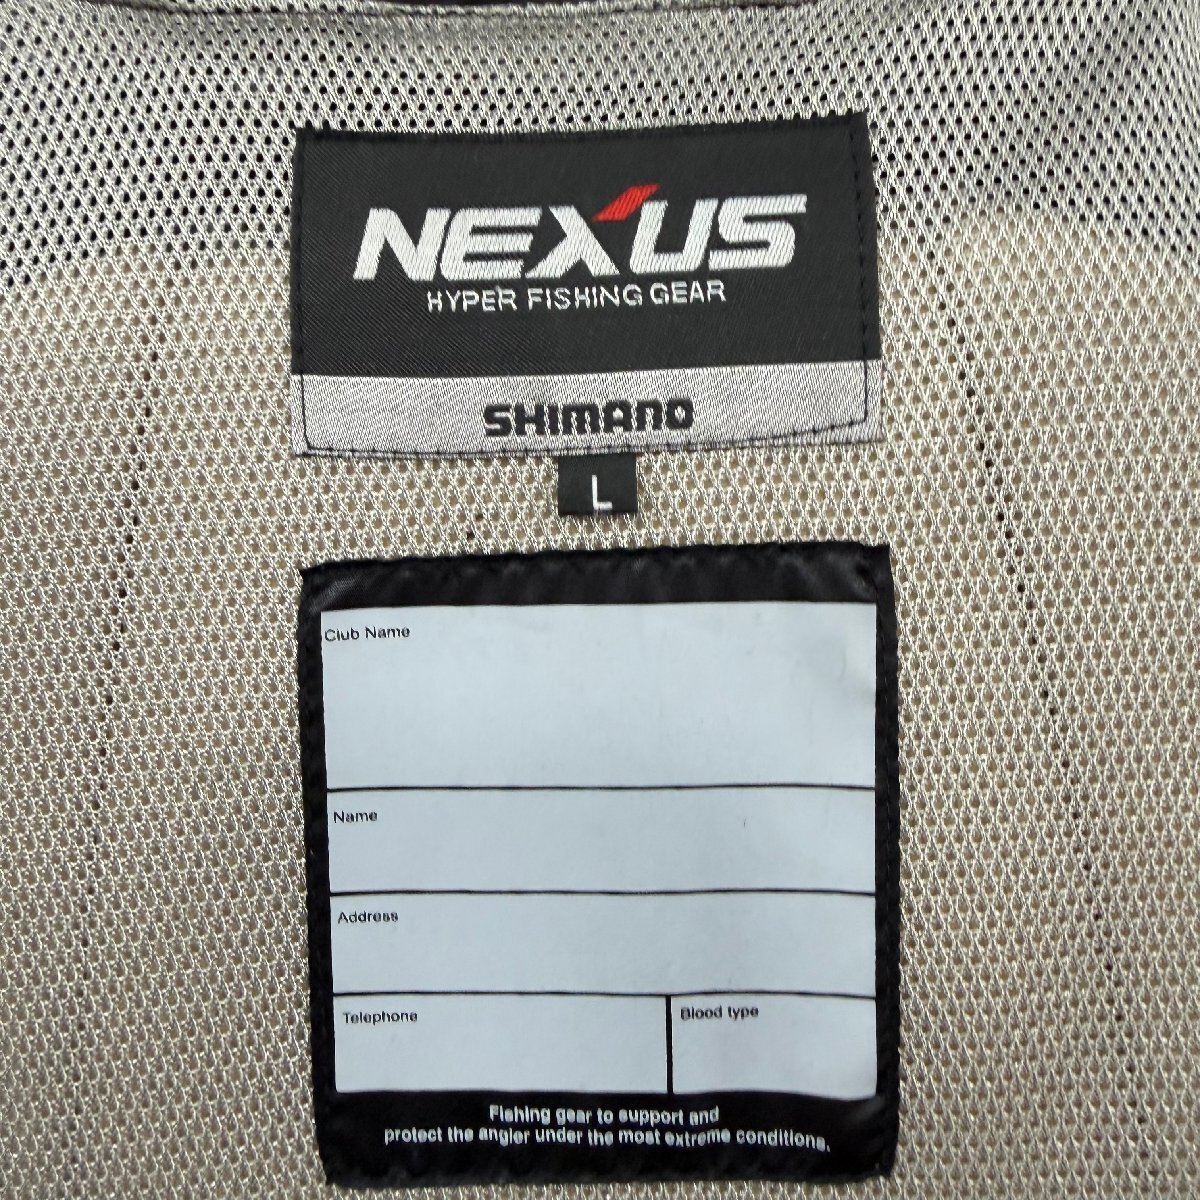 NEXUS
HYPER FISHING GEAR
SHIMANO
L
Club Name
Name
Address
Telephone
Blood type
Fishing gear to support and
protect the angler under the most extreme conditions.